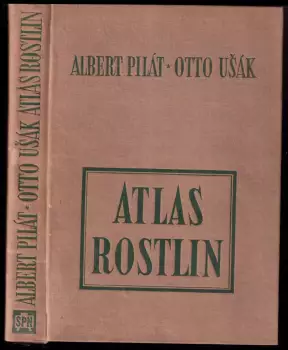 ALBERT PILÁT · OTTO UŠÁK
ATLAS
ROSTLIN
ALBERT PILÁT · OTTO UŠÁK ATLAS ROSTLIN
SPN